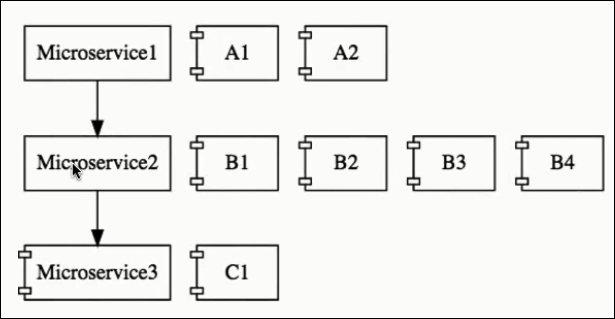 Microservice1 A1 A2
Microservice2 B1 B2 B3 B4
Microservice3 C1